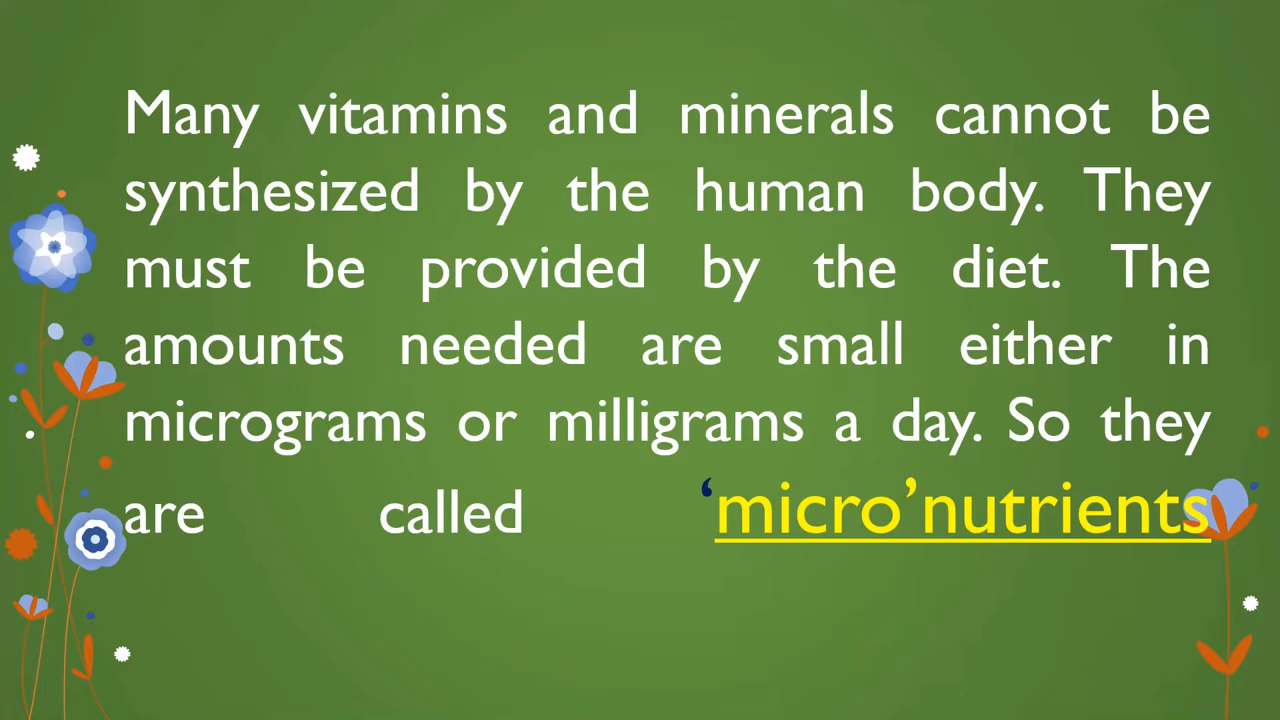 Many vitamins and minerals cannot be
synthesized by the human body. They
must be provided by the diet. The
amounts needed are small either in
micrograms or milligrams a day. So they
are called ‘micro’nutrients